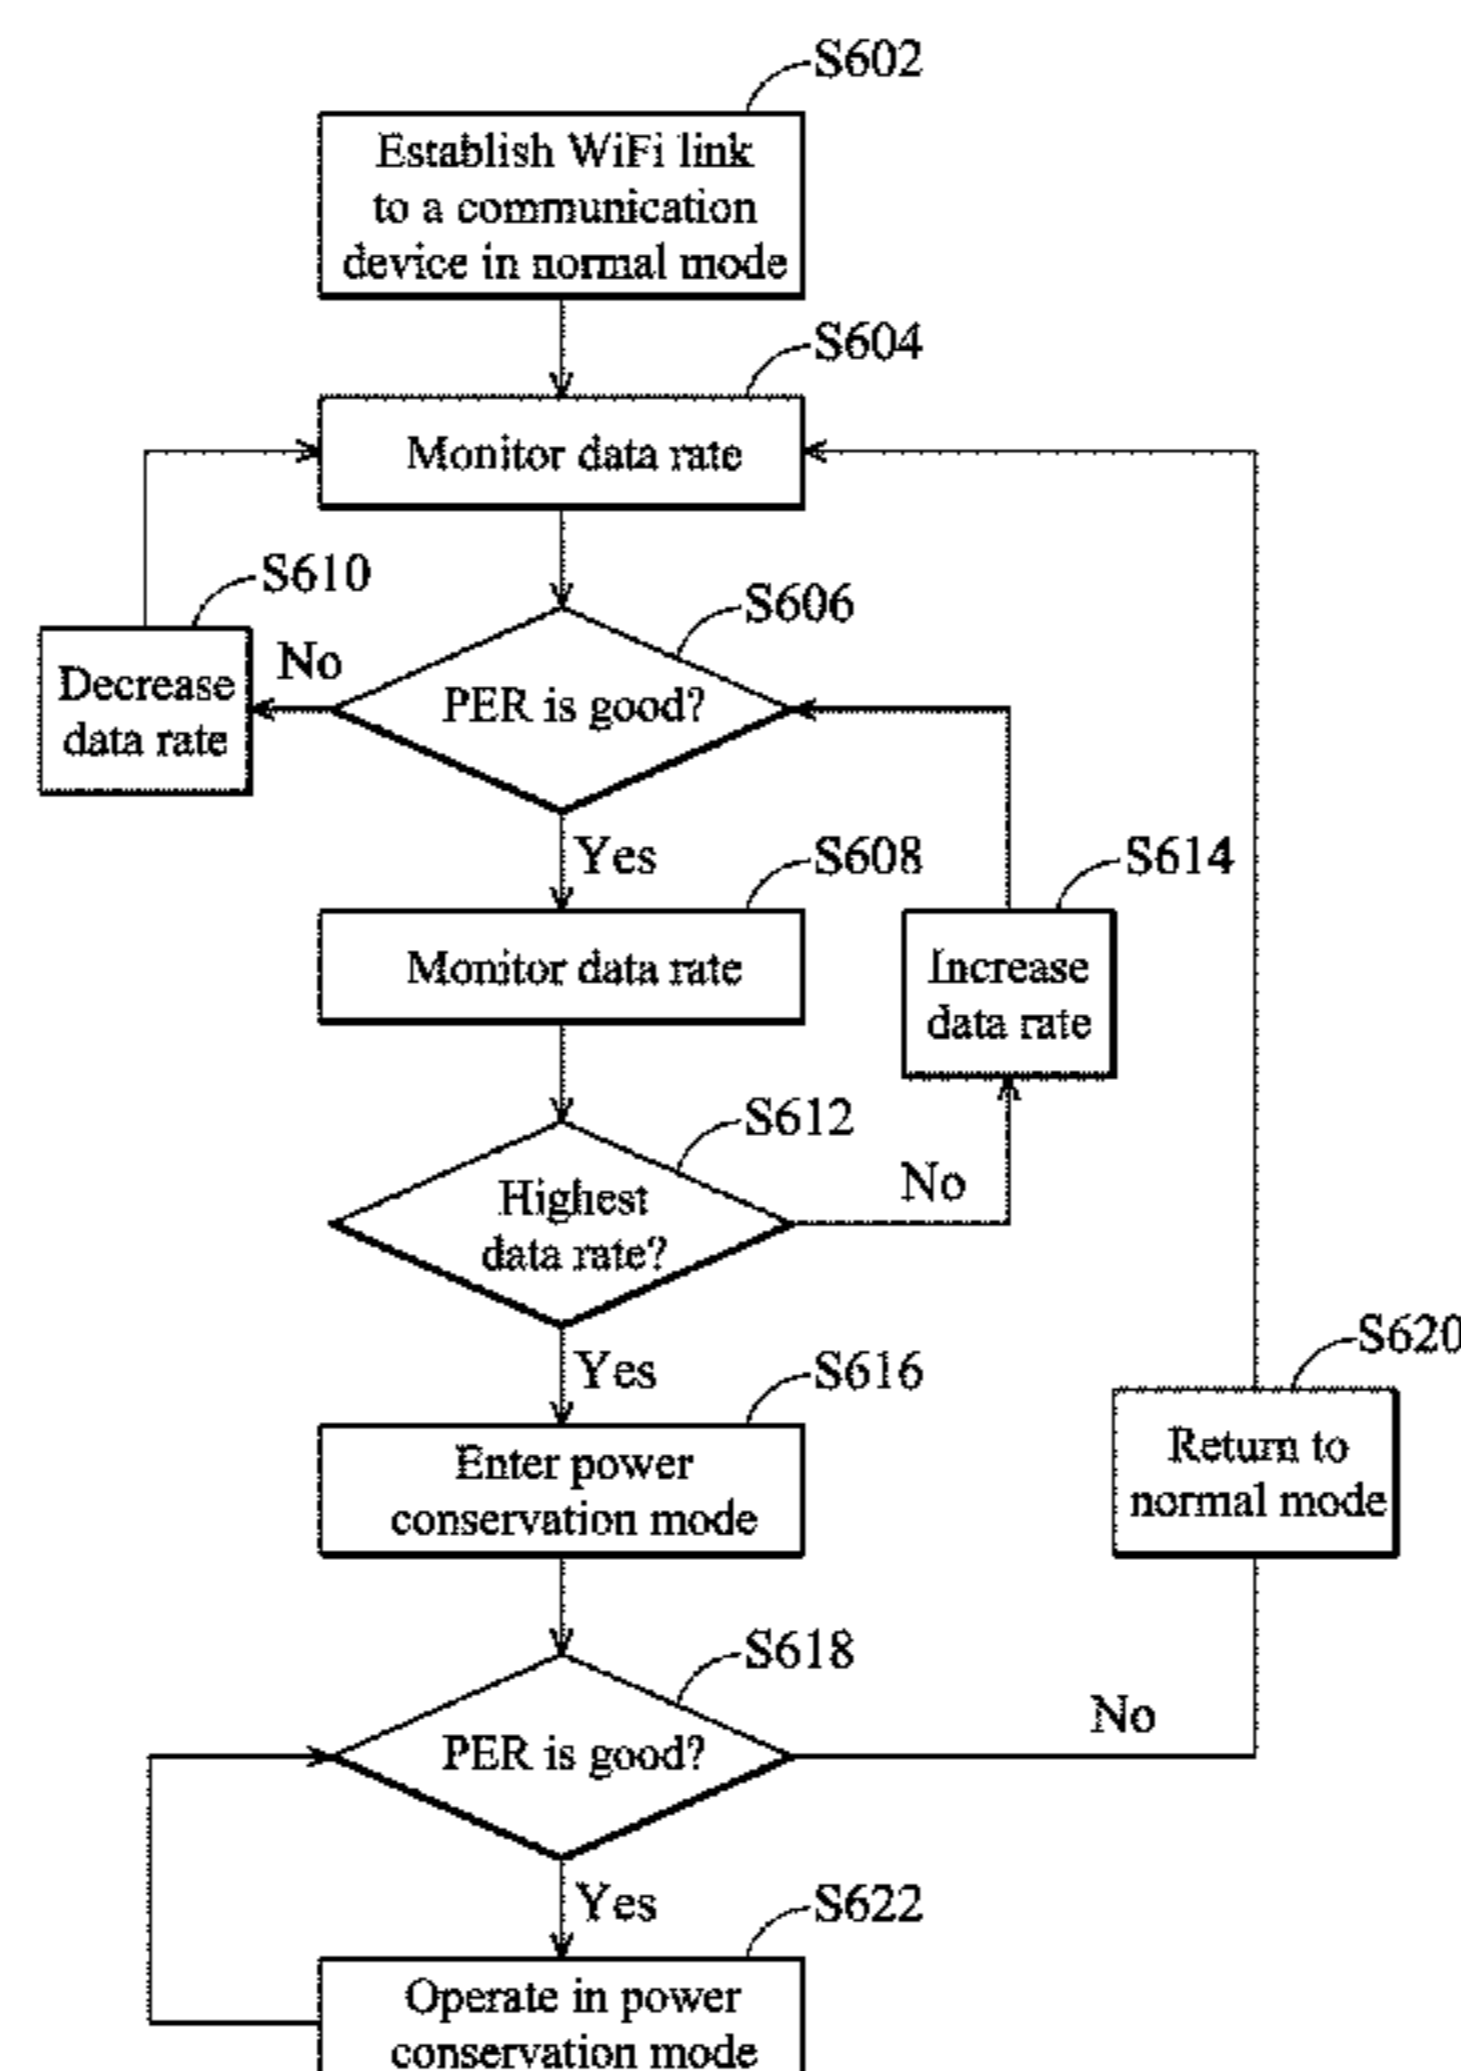 S602
Establish WiFi link
to a communication
device in normal mode
S604
Monitor data rate
S610
S606
No
Decrease
data rate
PER is good?
Yes
S608
S614
Monitor data rate
Increase
data rate
S612
No
Highest
data rate?
S620
Yes
S616
Return to
normal mode
Enter power
conservation mode
S618
No
PER is good?
Yes
S622
Operate in power
conservation mode